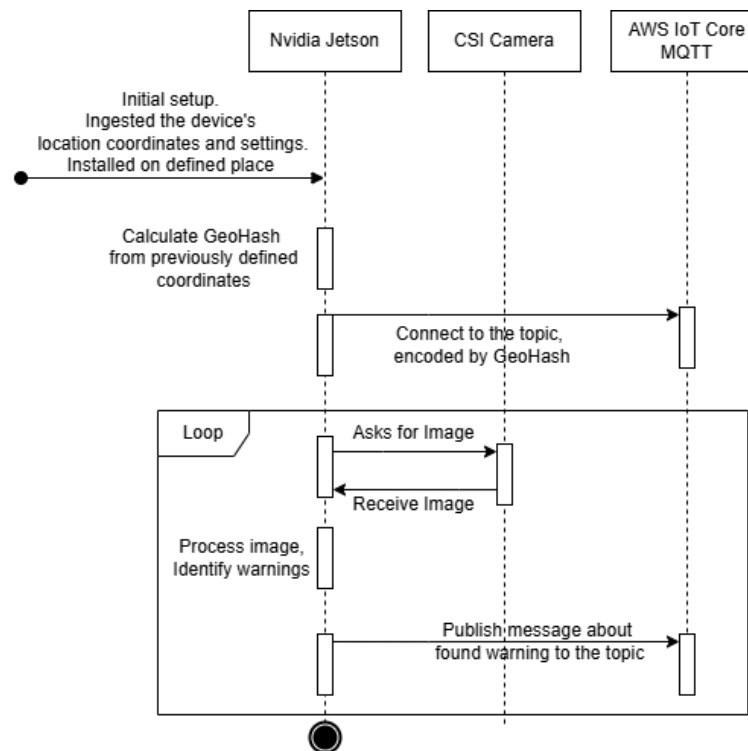 Nvidia Jetson
CSI Camera
AWS IoT Core
MQTT
Initial setup.
Ingested the device's
location coordinates and settings.
Installed on defined place
Calculate GeoHash
from previously defined
coordinates
Connect to the topic,
encoded by GeoHash
Loop
Asks for Image
Receive Image
Process image,
Identify warnings
Publish message about
found warning to the topic